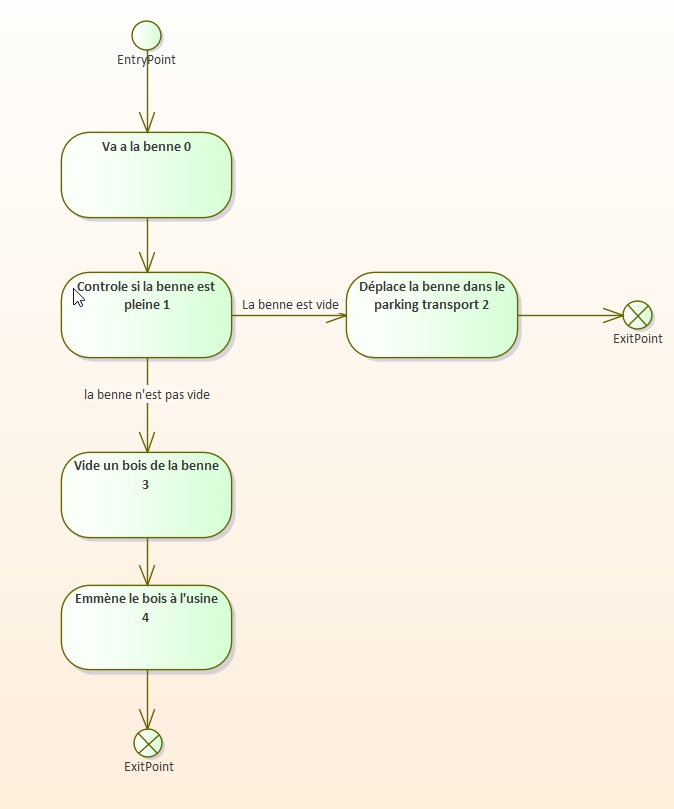 EntryPoint
Va a la benne 0
Controle si la benne est
pleine 1
La benne est vide
Déplace la benne dans le
parking transport 2
ExitPoint
la benne n'est pas vide
Vide un bois de la benne
3
Emmène le bois à l'usine
4
ExitPoint